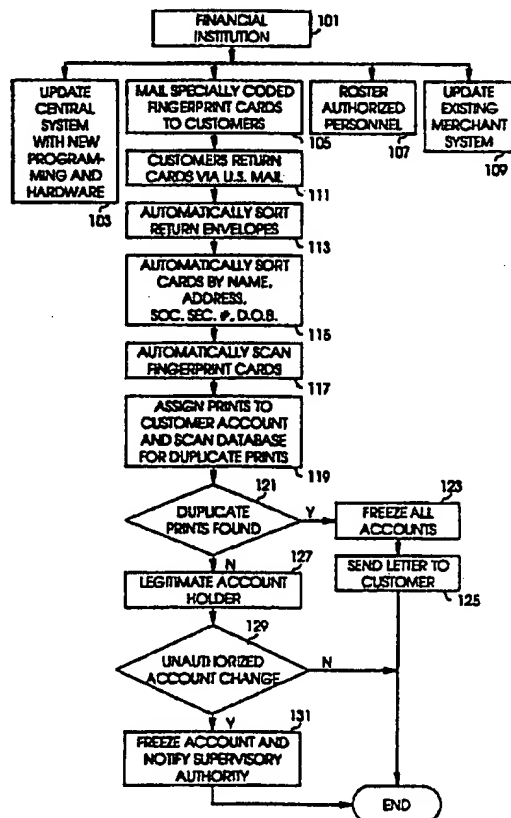 FINANCIAL
INSTITUTION
101
UPDATE
CENTRAL
SYSTEM
WITH NEW
PROGRAM-
MING AND
HARDWARE
103
MAIL SPECIALLY CODED
FINGERPRINT CARDS
TO CUSTOMERS
105
ROSTER
AUTHORIZED
PERSONNEL
107
UPDATE
EXISTING
MERCHANT
SYSTEM
109
CUSTOMERS RETURN
CARDS VIA U.S. MAIL
111
AUTOMATICALLY SORT
RETURN ENVELOPES
113
AUTOMATICALLY SORT
CARDS BY NAME,
ADDRESS,
SOC. SEC. #, D.O.B.
115
AUTOMATICALLY SCAN
FINGERPRINT CARDS
117
ASSIGN PRINTS TO
CUSTOMER ACCOUNT
AND SCAN DATABASE
FOR DUPLICATE PRINTS
119
121
DUPLICATE
PRINTS FOUND
Y
N
123
FREEZE ALL
ACCOUNTS
SEND LETTER TO
CUSTOMER
125
127
LEGITIMATE ACCOUNT
HOLDER
129
UNAUTHORIZED
ACCOUNT CHANGE
N
Y
131
FREEZE ACCOUNT AND
NOTIFY SUPERVISORY
AUTHORITY
END